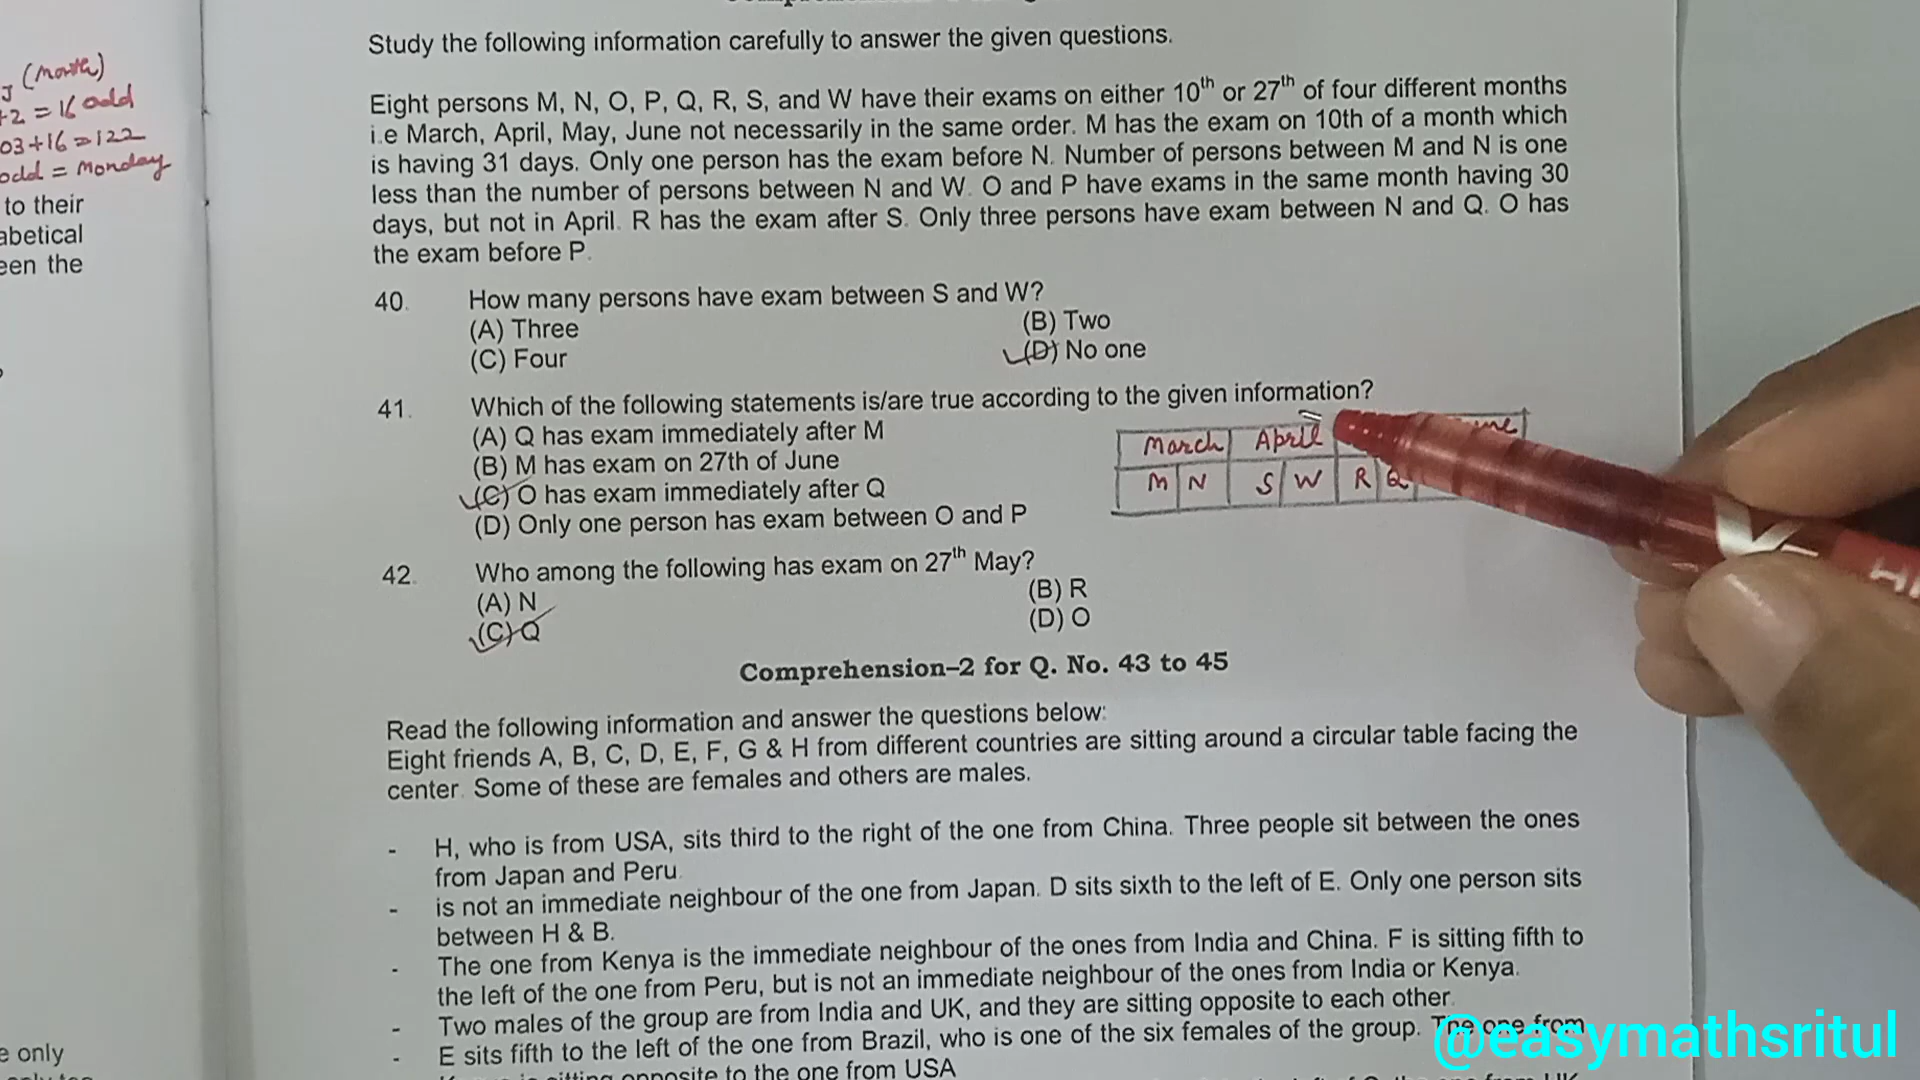 Study the following information carefully to answer the given questions.
(month)
+2 = 16 odd
03+16=122
odd = Monday
to their
abetical
een the
Eight persons M, N, O, P, Q, R, S, and W have their exams on either 10th or 27th of four different months
i.e March, April, May, June not necessarily in the same order. M has the exam on 10th of a month which
is having 31 days. Only one person has the exam before N. Number of persons between M and N is one
less than the number of persons between N and W. O and P have exams in the same month having 30
days, but not in April. R has the exam after S. Only three persons have exam between N and Q. O has
the exam before P.
40. How many persons have exam between S and W?
(A) Three (B) Two
(C) Four (D) No one
41. Which of the following statements is/are true according to the given information?
(A) Q has exam immediately after M
(B) M has exam on 27th of June
(C) O has exam immediately after Q
(D) Only one person has exam between O and P
March April
M N S W R Q
42. Who among the following has exam on 27th May?
(A) N (B) R
(C) Q (D) O
Comprehension–2 for Q. No. 43 to 45
Read the following information and answer the questions below:
Eight friends A, B, C, D, E, F, G & H from different countries are sitting around a circular table facing the
center. Some of these are females and others are males.
- H, who is from USA, sits third to the right of the one from China. Three people sit between the ones
from Japan and Peru.
- is not an immediate neighbour of the one from Japan. D sits sixth to the left of E. Only one person sits
between H & B.
- The one from Kenya is the immediate neighbour of the ones from India and China. F is sitting fifth to
the left of the one from Peru, but is not an immediate neighbour of the ones from India or Kenya.
- Two males of the group are from India and UK, and they are sitting opposite to each other.
- E sits fifth to the left of the one from Brazil, who is one of the six females of the group. The one from
sitting opposite to the one from USA
e only
@easymathsritul